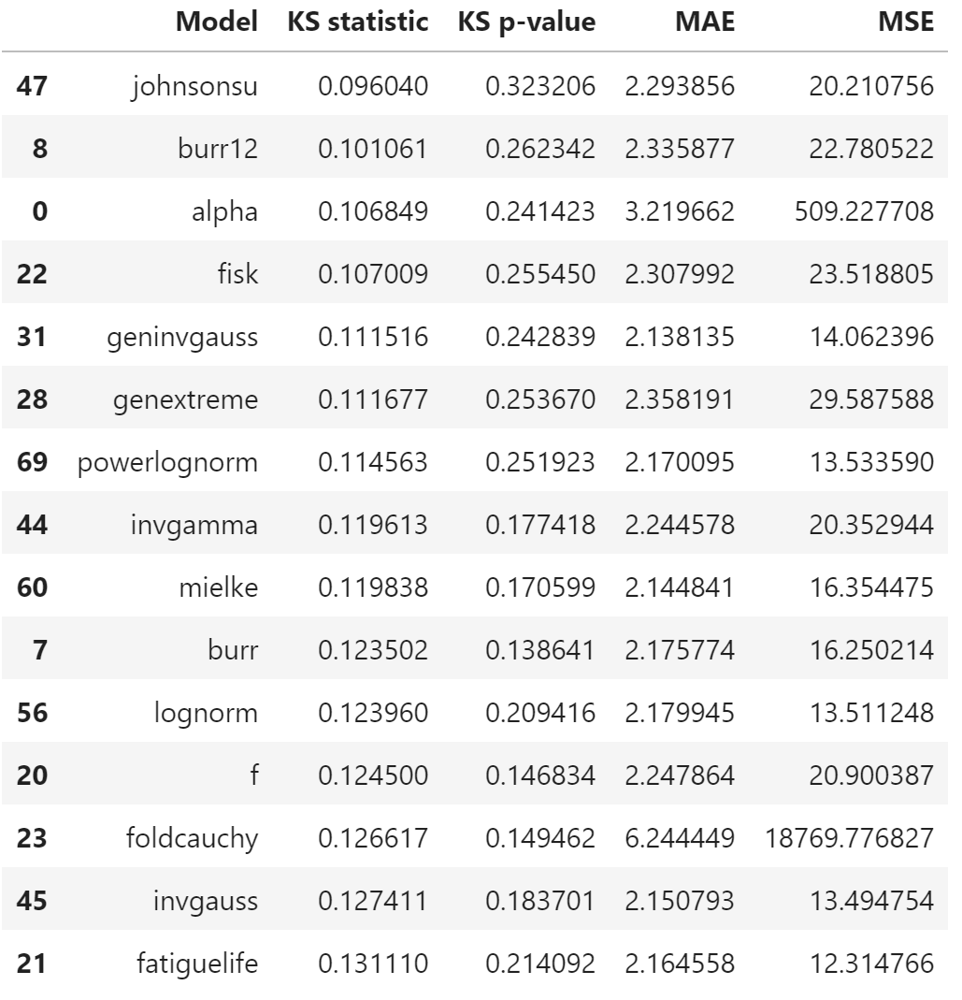 Model KS statistic KS p-value MAE MSE
47 johnsonsu 0.096040 0.323206 2.293856 20.210756
8 burr12 0.101061 0.262342 2.335877 22.780522
0 alpha 0.106849 0.241423 3.219662 509.227708
22 fisk 0.107009 0.255450 2.307992 23.518805
31 geninvgauss 0.111516 0.242839 2.138135 14.062396
28 genextreme 0.111677 0.253670 2.358191 29.587588
69 powerlognorm 0.114563 0.251923 2.170095 13.533590
44 invgamma 0.119613 0.177418 2.244578 20.352944
60 mielke 0.119838 0.170599 2.144841 16.354475
7 burr 0.123502 0.138641 2.175774 16.250214
56 lognorm 0.123960 0.209416 2.179945 13.511248
20 f 0.124500 0.146834 2.247864 20.900387
23 foldcauchy 0.126617 0.149462 6.244449 18769.776827
45 invgauss 0.127411 0.183701 2.150793 13.494754
21 fatiguelife 0.131110 0.214092 2.164558 12.314766